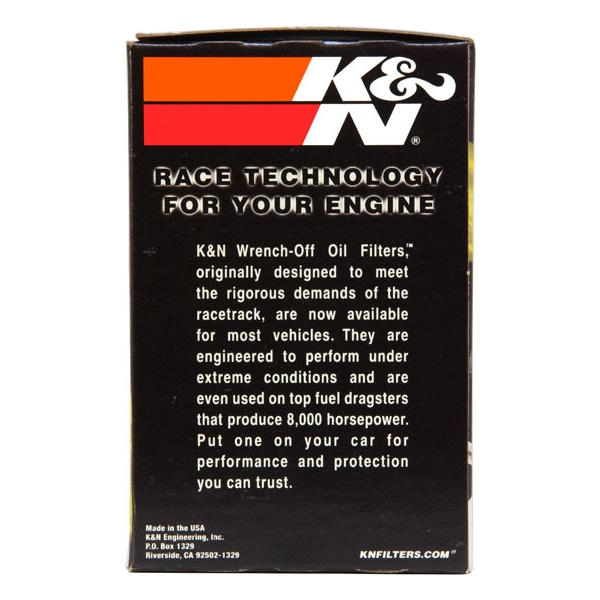 K&N®
RACE TECHNOLOGY
FOR YOUR ENGINE
K&N Wrench-Off Oil Filters,™
originally designed to meet
the rigorous demands of the
racetrack, are now available
for most vehicles. They are
engineered to perform under
extreme conditions and are
even used on top fuel dragsters
that produce 8,000 horsepower.
Put one on your car for
performance and protection
you can trust.
Made in the USA
K&N Engineering, Inc.
P.O. Box 1329
Riverside, CA 92502-1329
KNFILTERS.COM®